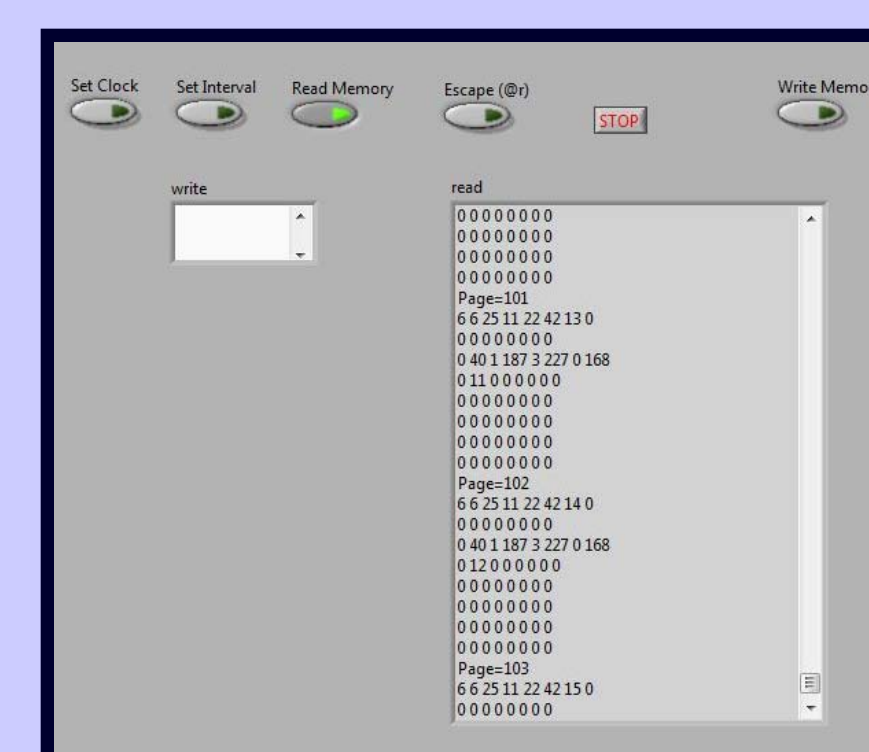 Set Clock Set Interval Read Memory Escape (@r) Write Memo
STOP
write read
0 0 0 0 0 0 0 0
0 0 0 0 0 0 0 0
0 0 0 0 0 0 0 0
0 0 0 0 0 0 0 0
Page=101
6 6 25 11 22 42 13 0
0 0 0 0 0 0 0 0
0 40 1 187 3 227 0 168
0 11 0 0 0 0 0 0
0 0 0 0 0 0 0 0
0 0 0 0 0 0 0 0
0 0 0 0 0 0 0 0
0 0 0 0 0 0 0 0
Page=102
6 6 25 11 22 42 14 0
0 0 0 0 0 0 0 0
0 40 1 187 3 227 0 168
0 12 0 0 0 0 0 0
0 0 0 0 0 0 0 0
0 0 0 0 0 0 0 0
0 0 0 0 0 0 0 0
0 0 0 0 0 0 0 0
Page=103
6 6 25 11 22 42 15 0
0 0 0 0 0 0 0 0